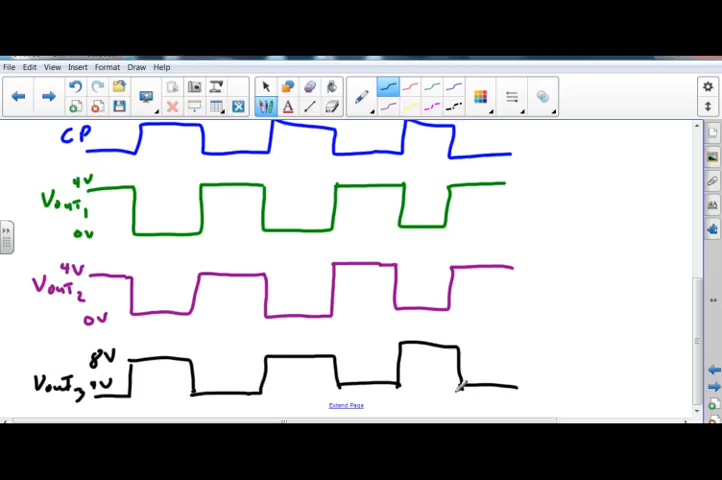 File Edit View Insert Format Draw Help
CP
4V
VOUT1
0V
4V
VOUT2
0V
8V
VOUT3 4V
Extend Page